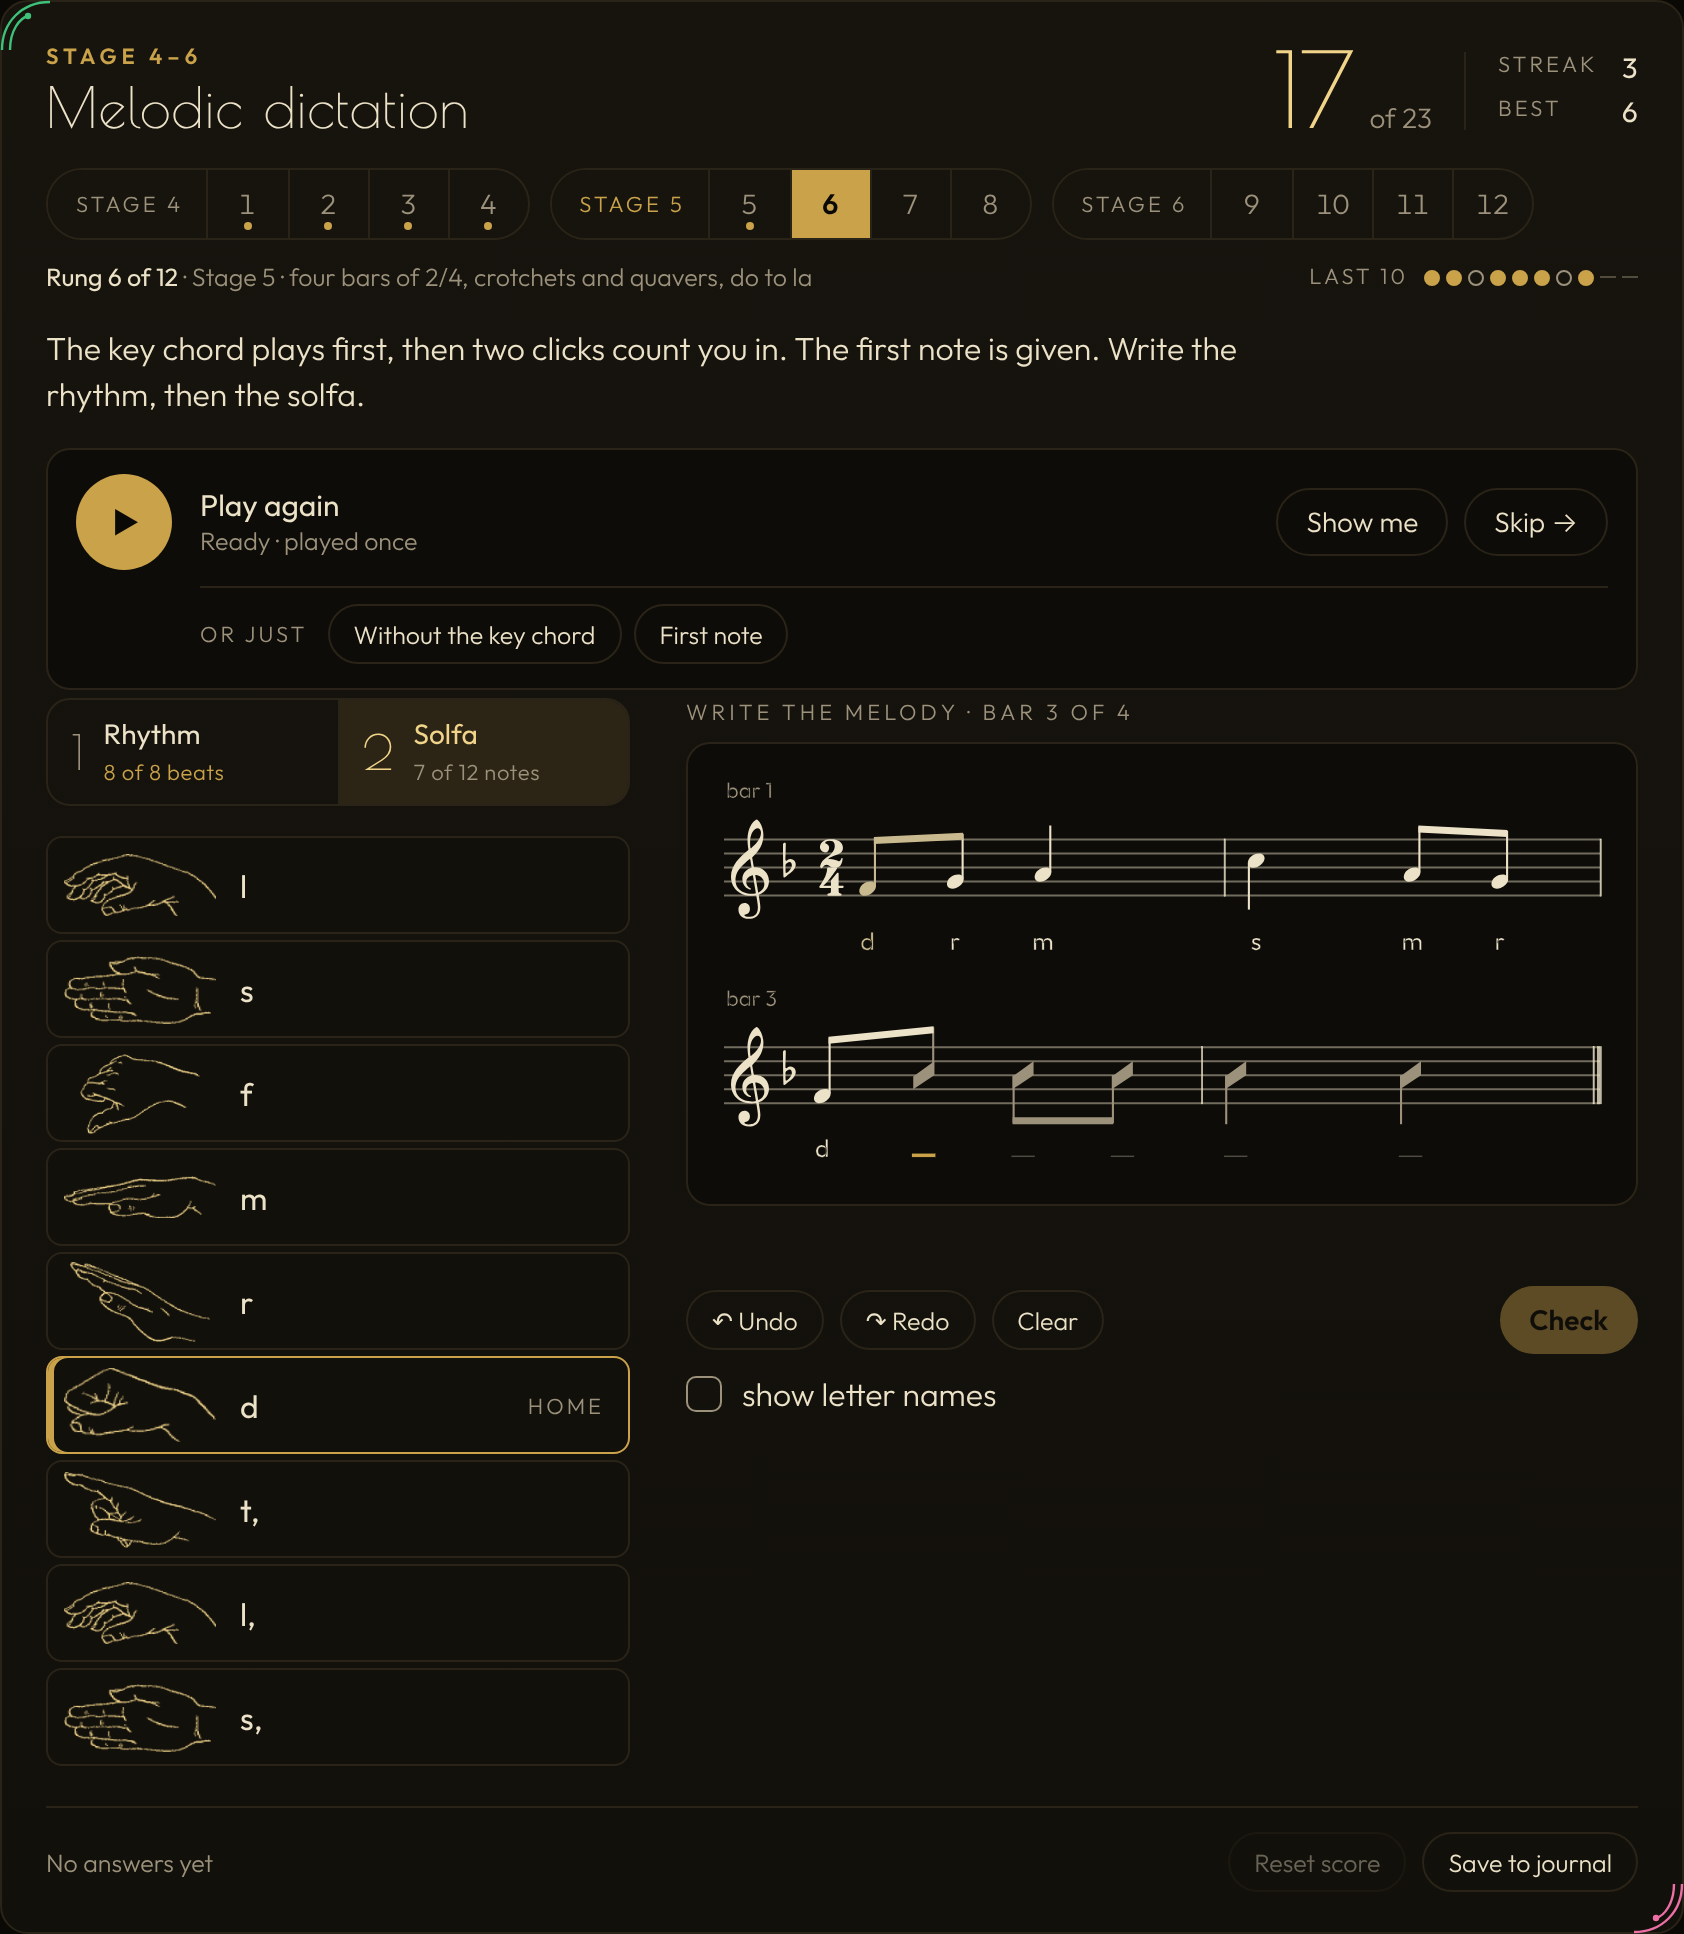 STAGE 4–6
Melodic dictation
17 of 23
STREAK 3
BEST 6
STAGE 4 1 2 3 4 STAGE 5 5 6 7 8 STAGE 6 9 10 11 12
Rung 6 of 12 · Stage 5 · four bars of 2/4, crotchets and quavers, do to la
LAST 10
The key chord plays first, then two clicks count you in. The first note is given. Write the
rhythm, then the solfa.
Play again
Ready · played once
Show me
Skip →
OR JUST Without the key chord First note
1 Rhythm
8 of 8 beats
2 Solfa
7 of 12 notes
l
s
f
m
r
d HOME
t,
l,
s,
WRITE THE MELODY · BAR 3 OF 4
bar 1
2
4
d r m s m r
bar 3
d
↶ Undo ↷ Redo Clear Check
show letter names
No answers yet
Reset score
Save to journal